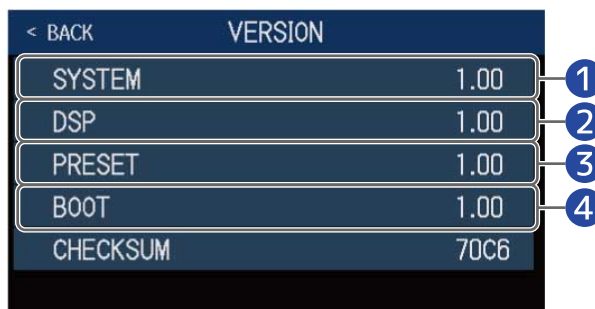 < BACK VERSION
SYSTEM 1.00 1
DSP 1.00 2
PRESET 1.00 3
BOOT 1.00 4
CHECKSUM 70C6